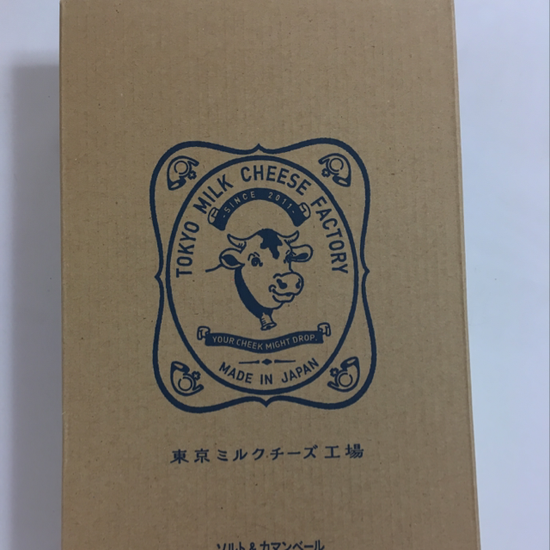 TOKYO MILK CHEESE FACTORY
·SINCE 2011·
YOUR CHEEK MIGHT DROP.
MADE IN JAPAN
東京ミルクチーズ工場
ソルト&カマンベール